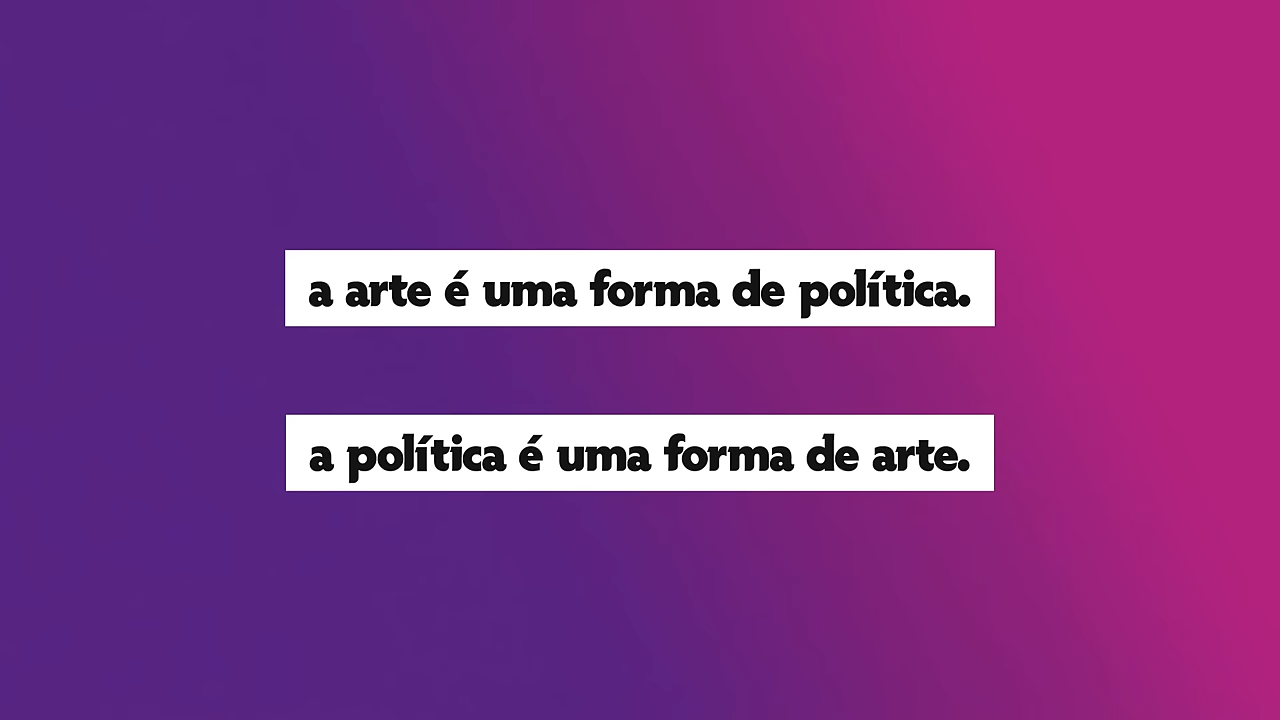 a arte é uma forma de política.
a política é uma forma de arte.